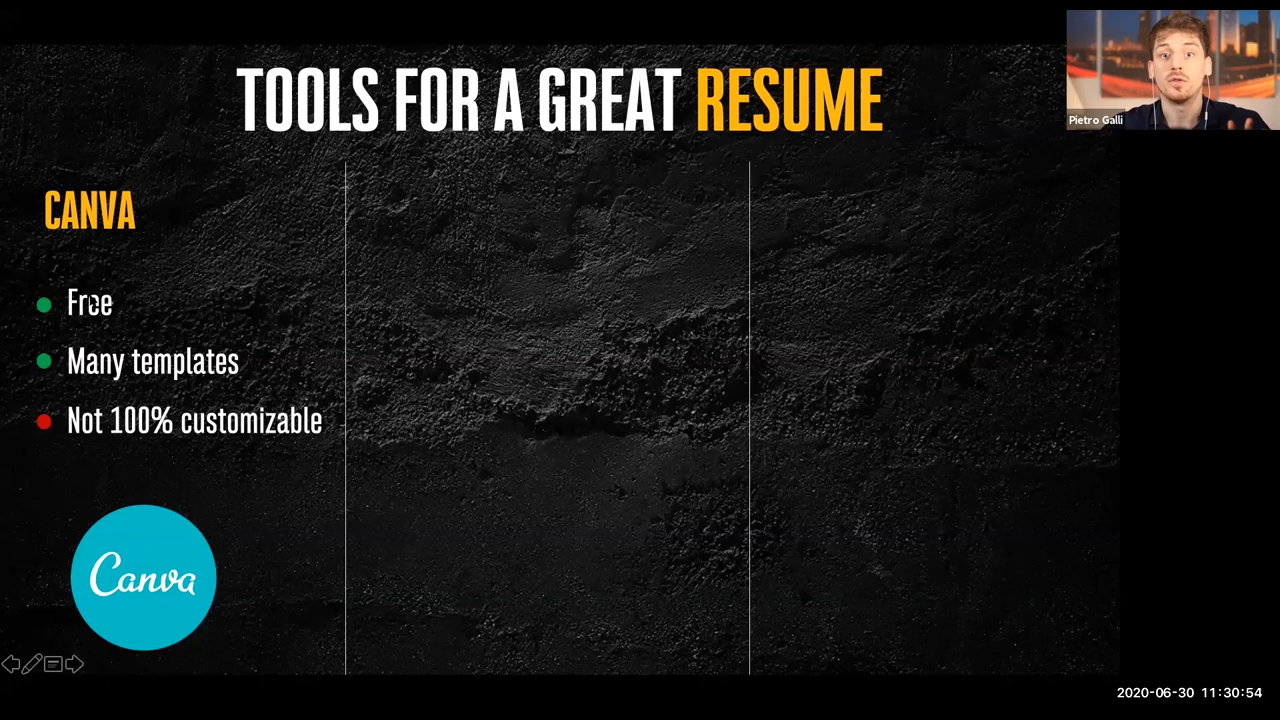 TOOLS FOR A GREAT RESUME
Pietro Galli
CANVA
Free
Many templates
Not 100% customizable
Canva
2020-06-30 11:30:54